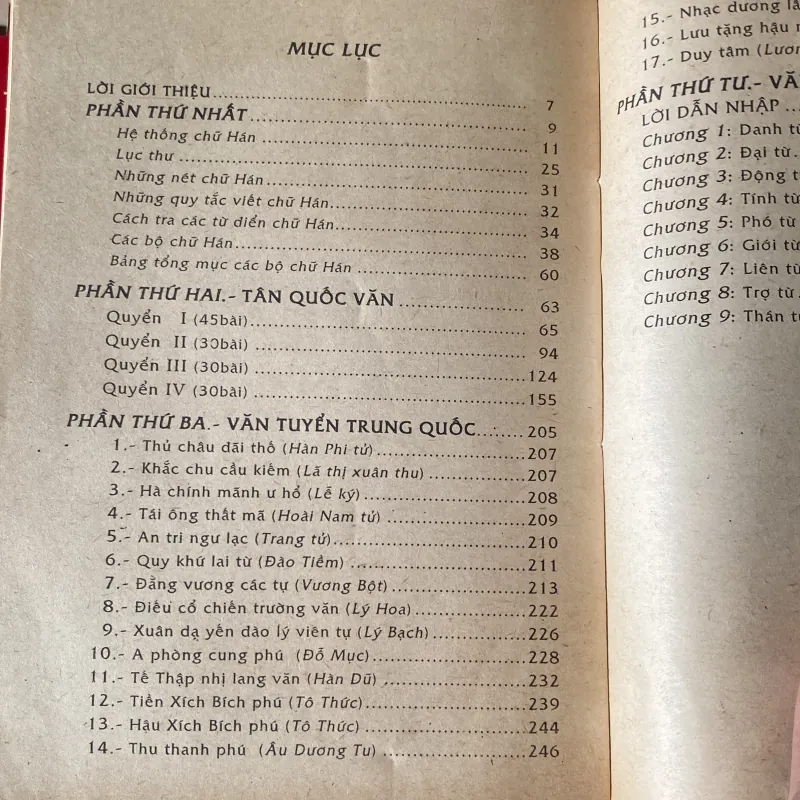 MỤC LỤC
LỜI GIỚI THIỆU 7
PHẦN THỨ NHẤT 9
Hệ thống chữ Hán 11
Lục thư 25
Những nét chữ Hán 31
Những quy tắc viết chữ Hán 32
Cách tra các từ điển chữ Hán 34
Các bộ chữ Hán 38
Bảng tổng mục các bộ chữ Hán 60
PHẦN THỨ HAI.- TÂN QUỐC VĂN 63
Quyển I (45bài) 65
Quyển II (30bài) 94
Quyển III (30bài) 124
Quyển IV (30bài) 155
PHẦN THỨ BA.- VĂN TUYỂN TRUNG QUỐC 205
1.- Thủ châu đãi thố (Hàn Phi tử) 207
2.- Khắc chu cầu kiếm (Lã thị xuân thu) 207
3.- Hà chính mãnh ư hổ (Lễ ký) 208
4.- Tái ông thất mã (Hoài Nam tử) 209
5.- An tri ngư lạc (Trang tử) 210
6.- Quy khứ lai từ (Đào Tiềm) 211
7.- Đằng vương các tự (Vương Bột) 213
8.- Điếu cổ chiến trường văn (Lý Hoa) 222
9.- Xuân dạ yến đào lý viên tự (Lý Bạch) 226
10.- A phòng cung phú (Đỗ Mục) 228
11.- Tế Thập nhị lang văn (Hàn Dũ) 232
12.- Tiền Xích Bích phú (Tô Thức) 239
13.- Hậu Xích Bích phú (Tô Thức) 244
14.- Thu thanh phú (Âu Dương Tu) 246
15.- Nhạc dương
16.- Lưu tặng hậu
17.- Duy tâm
PHẦN THỨ TƯ.-
LỜI DẪN NHẬP
Chương 1: Danh từ
Chương 2: Đại từ
Chương 3: Động
Chương 4: Tính từ
Chương 5: Phó từ
Chương 6: Giới từ
Chương 7: Liên từ
Chương 8: Trợ từ
Chương 9: Thán